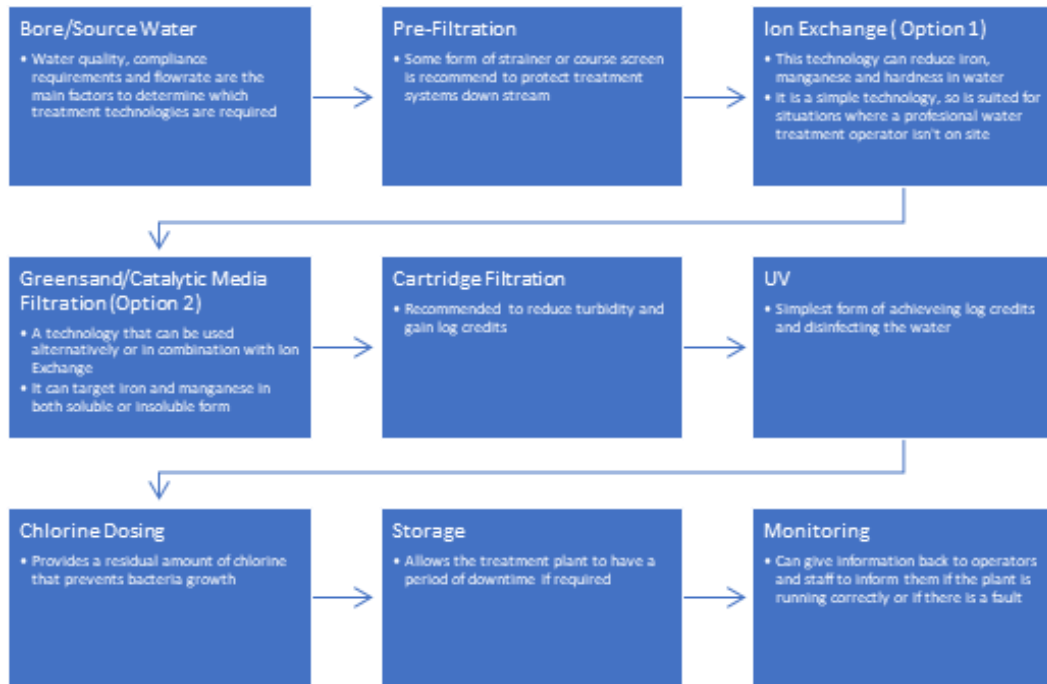 Bore/Source Water
• Water quality, compliance
requirements and flowrate are the
main factors to determine which
treatment technologies are required
Pre-Filtration
• Some form of strainer or course screen
is recommend to protect treatment
systems down stream
Ion Exchange ( Option 1)
• This technology can reduce iron,
manganese and hardness in water
• It is a simple technology, so is suited for
situations where a profesional water
treatment operator isn't on site
Greensand/Catalytic Media
Filtration (Option 2)
• A technology that can be used
alternatively or in combination with Ion
Exchange
• It can target iron and manganese in
both soluble or insoluble form
Cartridge Filtration
• Recommended to reduce turbidity and
gain log credits
UV
• Simplest form of achieveing log credits
and disinfecting the water
Chlorine Dosing
• Provides a residual amount of chlorine
that prevents bacteria growth
Storage
• Allows the treatment plant to have a
period of downtime if required
Monitoring
• Can give information back to operators
and staff to inform them if the plant is
running correctly or if there is a fault